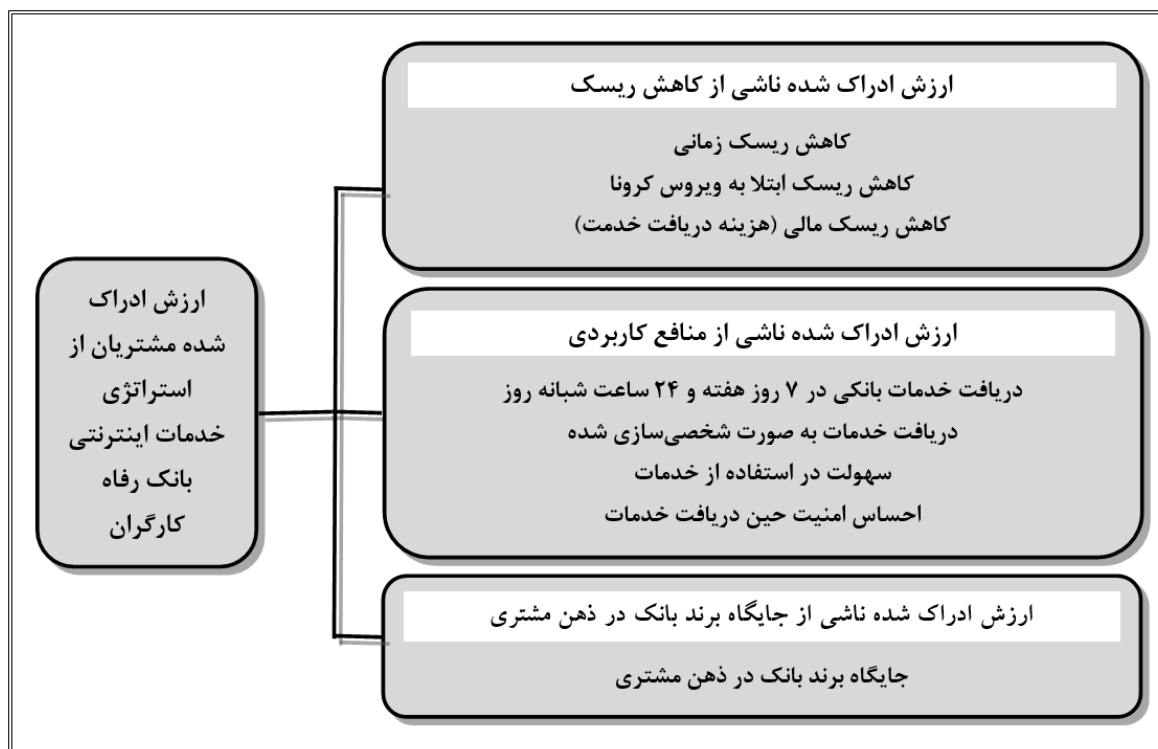 ارزش ادراک شده ناشی از کاهش ریسک
کاهش ریسک زمانی
کاهش ریسک ابتلا به ویروس کرونا
کاهش ریسک مالی (هزینه دریافت خدمت)
ارزش ادراک شده ناشی از منافع کاربردی
دریافت خدمات بانکی در ۷ روز هفته و ۲۴ ساعت شبانه روز
دریافت خدمات به صورت شخصی‌سازی شده
سهولت در استفاده از خدمات
احساس امنیت حین دریافت خدمات
ارزش ادراک شده ناشی از جایگاه برند بانک در ذهن مشتری
جایگاه برند بانک در ذهن مشتری
ارزش ادراک
شده مشتریان از
استراتژی
خدمات اینترنتی
بانک رفاه
کارگران